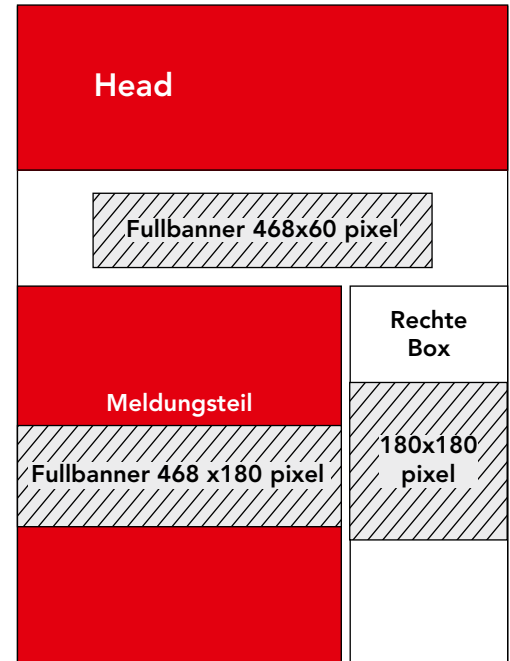 Head
Fullbanner 468x60 pixel
Meldungsteil
Fullbanner 468 x180 pixel
Rechte
Box
180x180
pixel